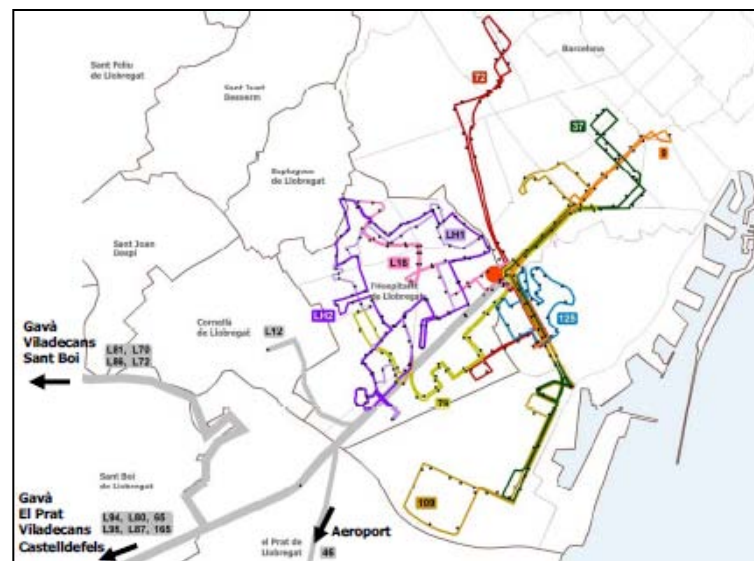 Sant Feliu
de Llobregat
Sant Just
Desvern
Barcelona
72
37
9
Esplugues
de Llobregat
Sant Joan
Despí
LH1
L16
l'Hospitalet
de Llobregat
LH2
125
Cornellà
de Llobregat
L12
Gavà
Viladecans
Sant Boi
L81, L70
L86, L72
79
Sant Boi
de Llobregat
109
Gavà
El Prat
Viladecans
Castelldefels
L94, L80, 65
L95, L87, 165
el Prat de
Llobregat
Aeroport
46